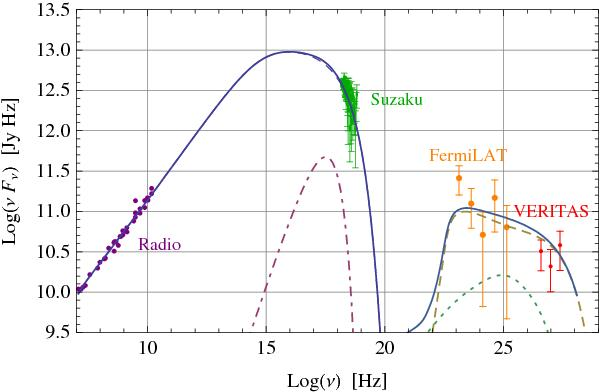 13.5
13.0
12.5
12.0
11.5
11.0
10.5
10.0
9.5
Log(ν Fν) [Jy Hz]
Suzaku
FermiLAT
VERITAS
Radio
10 15 20 25
Log(ν) [Hz]